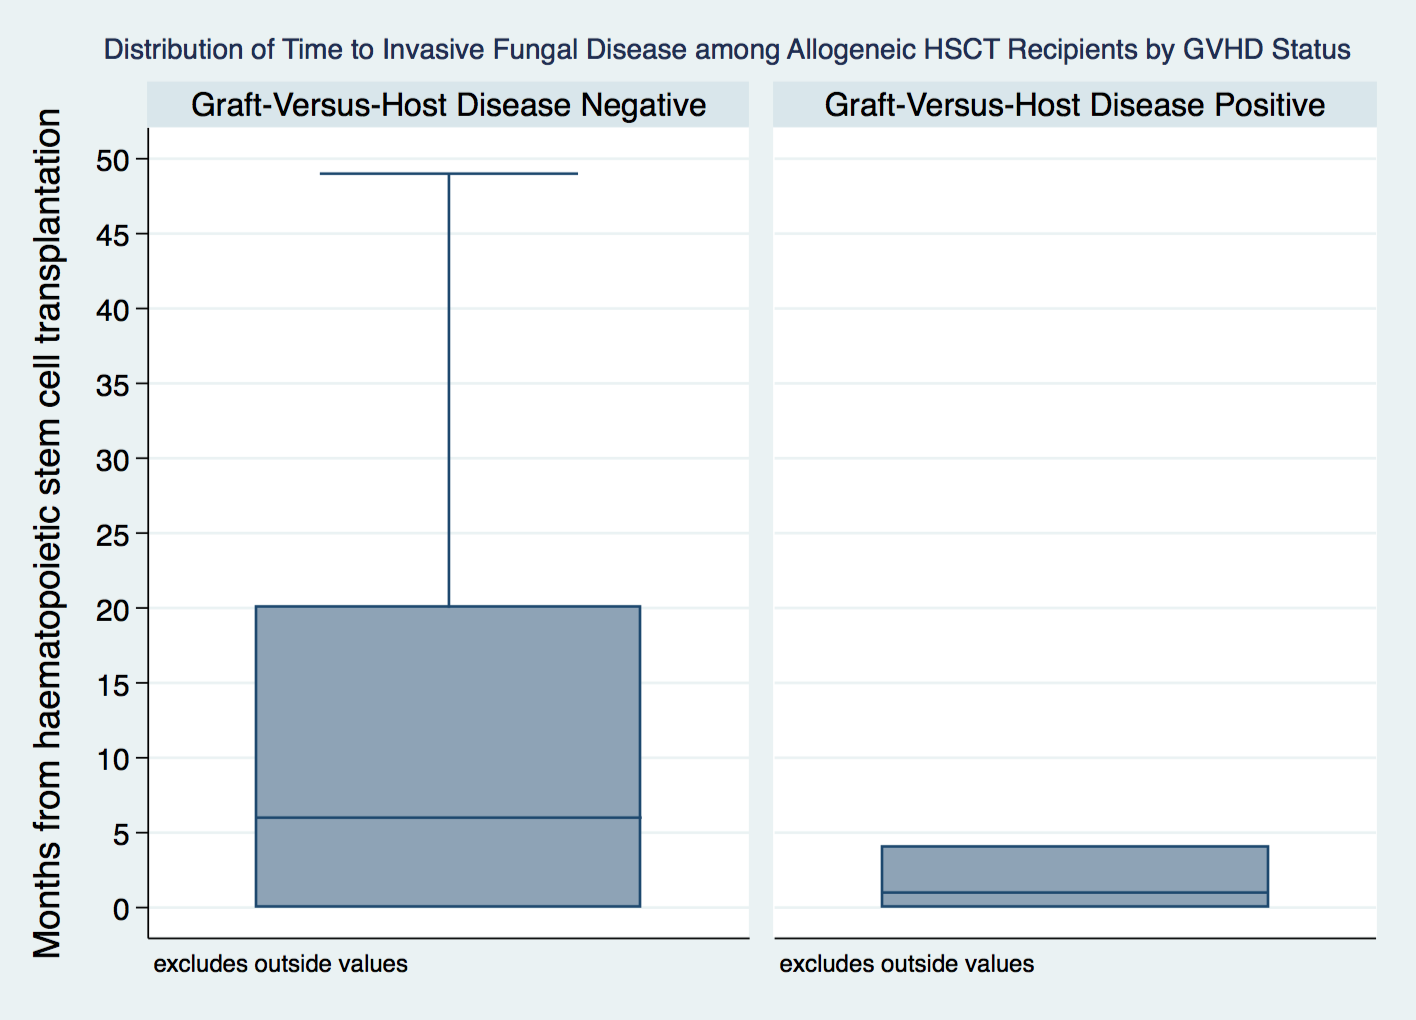 Distribution of Time to Invasive Fungal Disease among Allogeneic HSCT Recipients by GVHD Status
Graft-Versus-Host Disease Negative
Graft-Versus-Host Disease Positive
Months from haematopoietic stem cell transplantation
50
45
40
35
30
25
20
15
10
5
0
excludes outside values
excludes outside values